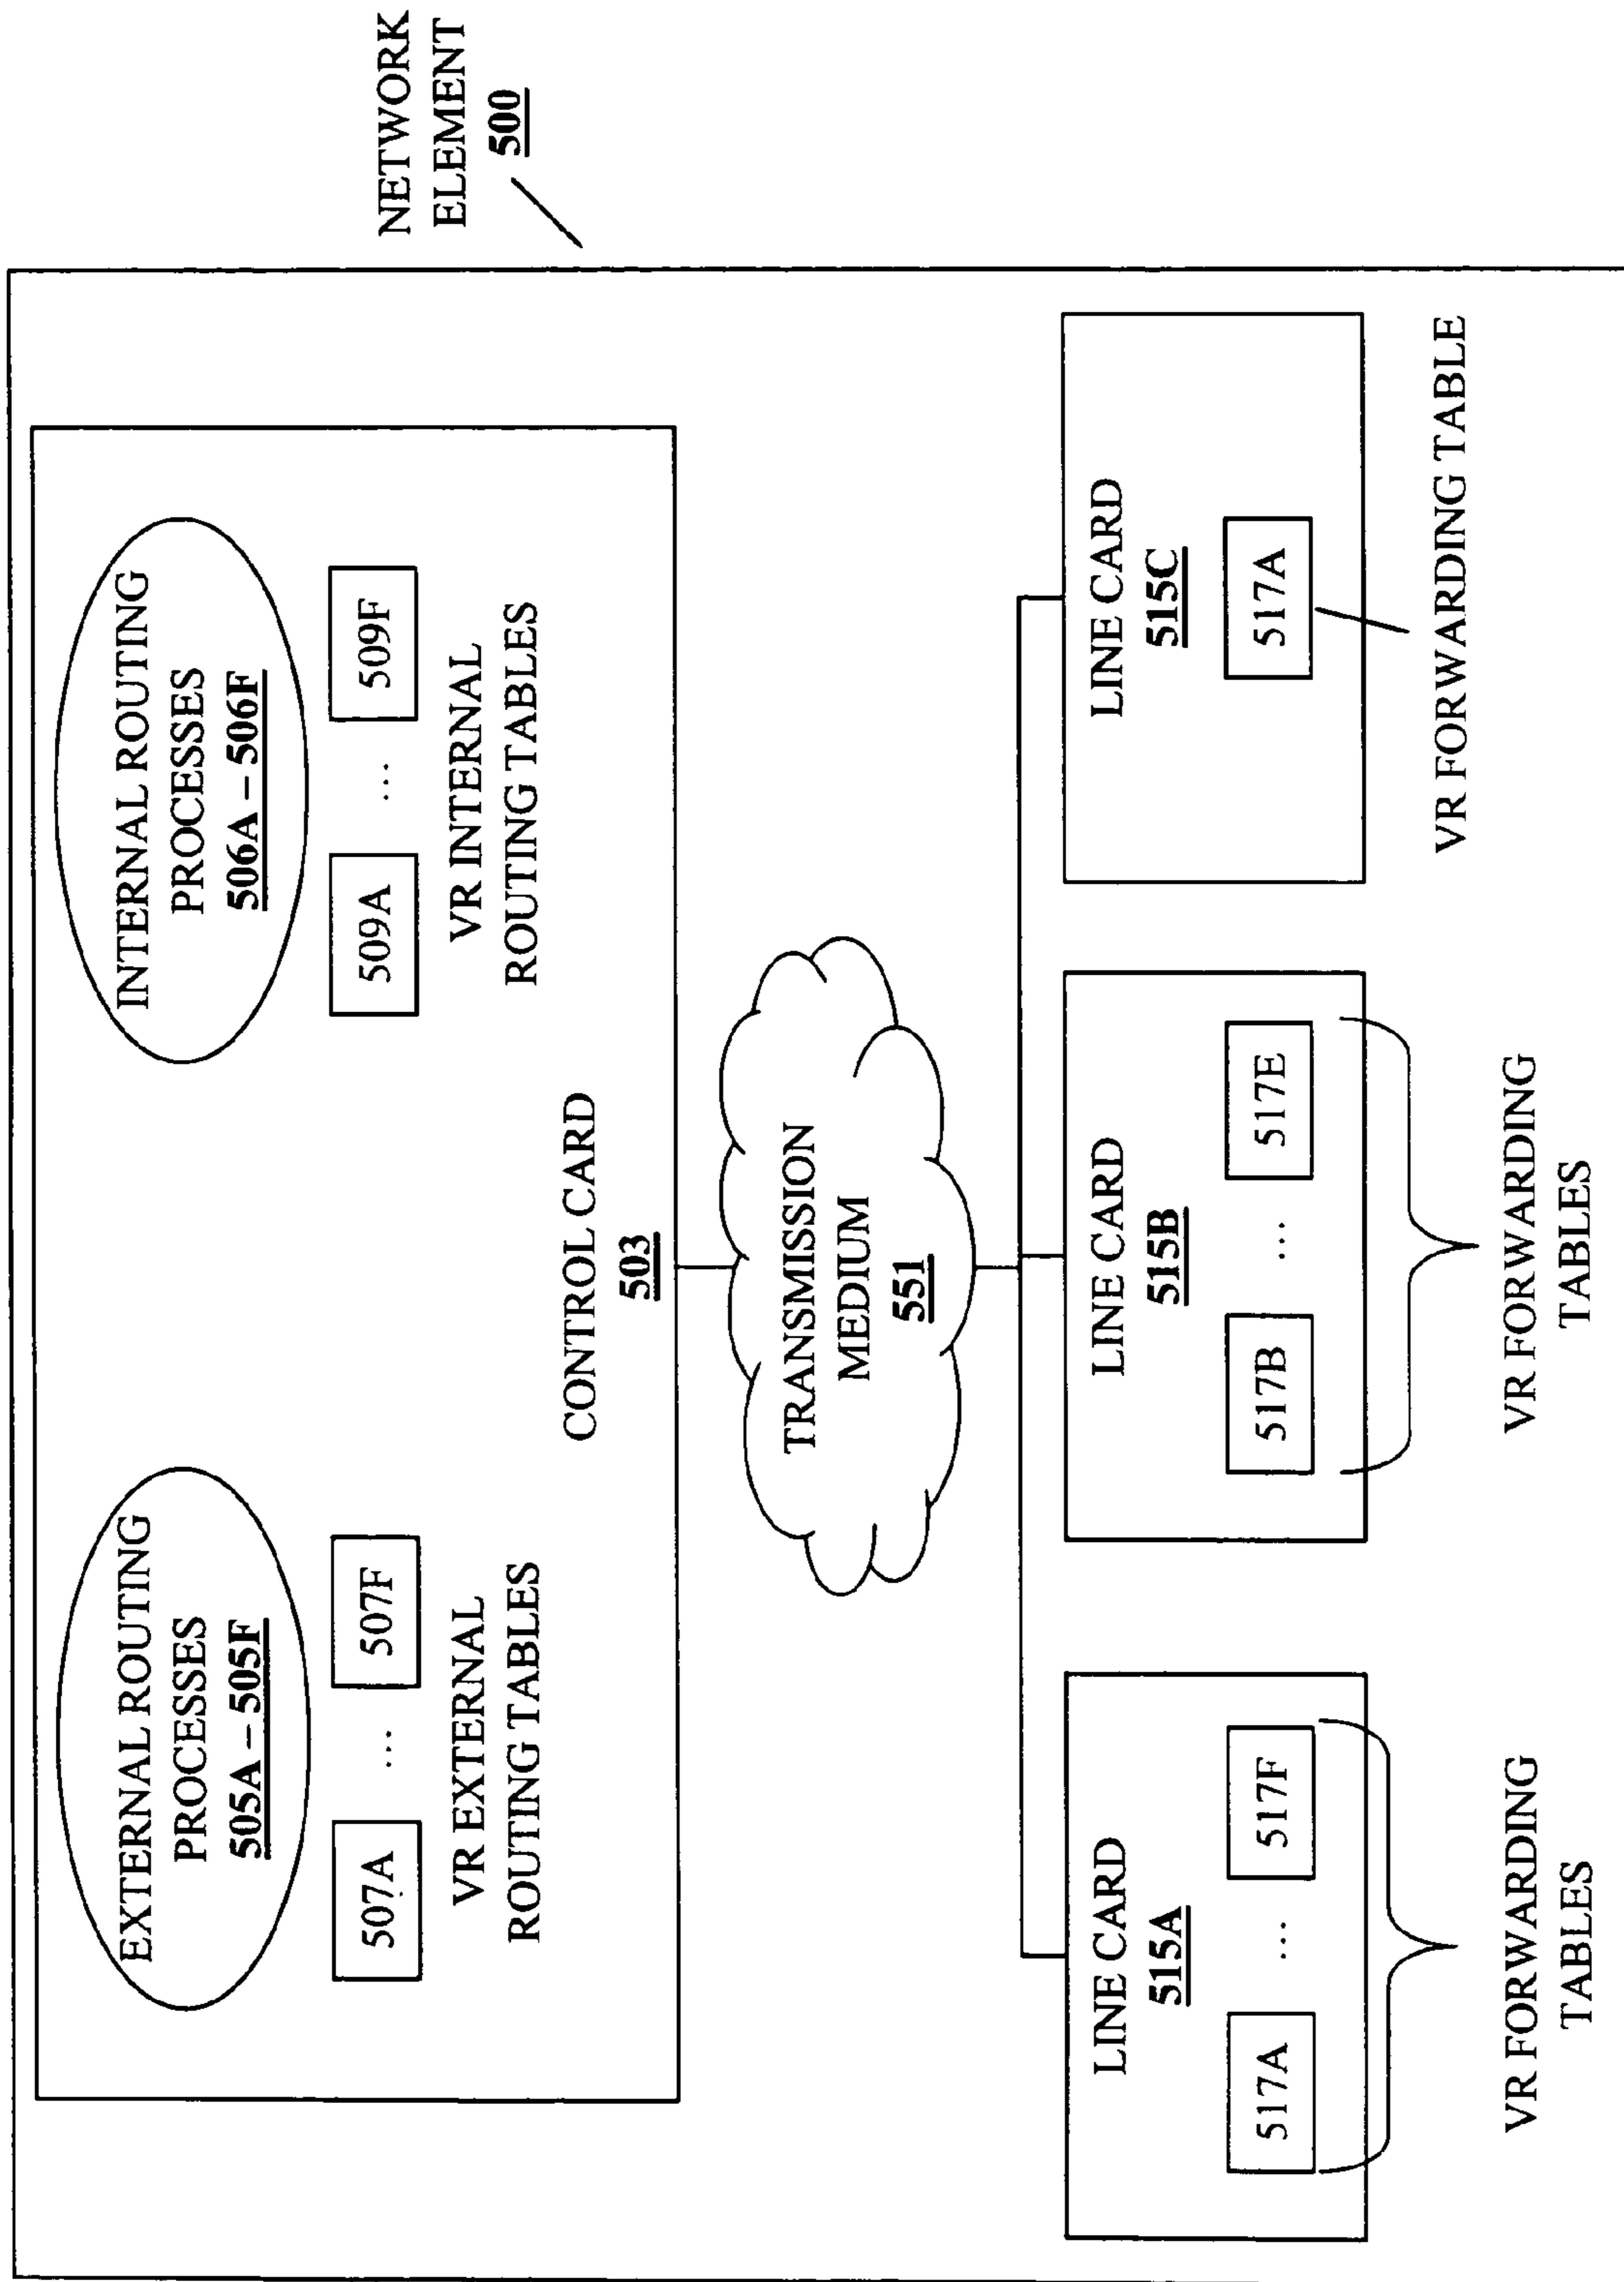 NETWORK
ELEMENT
500
EXTERNAL ROUTING
PROCESSES
505A – 505F
507A
...
507F
VR EXTERNAL
ROUTING TABLES
INTERNAL ROUTING
PROCESSES
506A – 506F
509A
...
509F
VR INTERNAL
ROUTING TABLES
CONTROL CARD
503
TRANSMISSION
MEDIUM
551
LINE CARD
515A
517A
...
517F
VR FORWARDING
TABLES
LINE CARD
515B
517B
...
517E
VR FORWARDING
TABLES
LINE CARD
515C
517A
VR FORWARDING TABLE